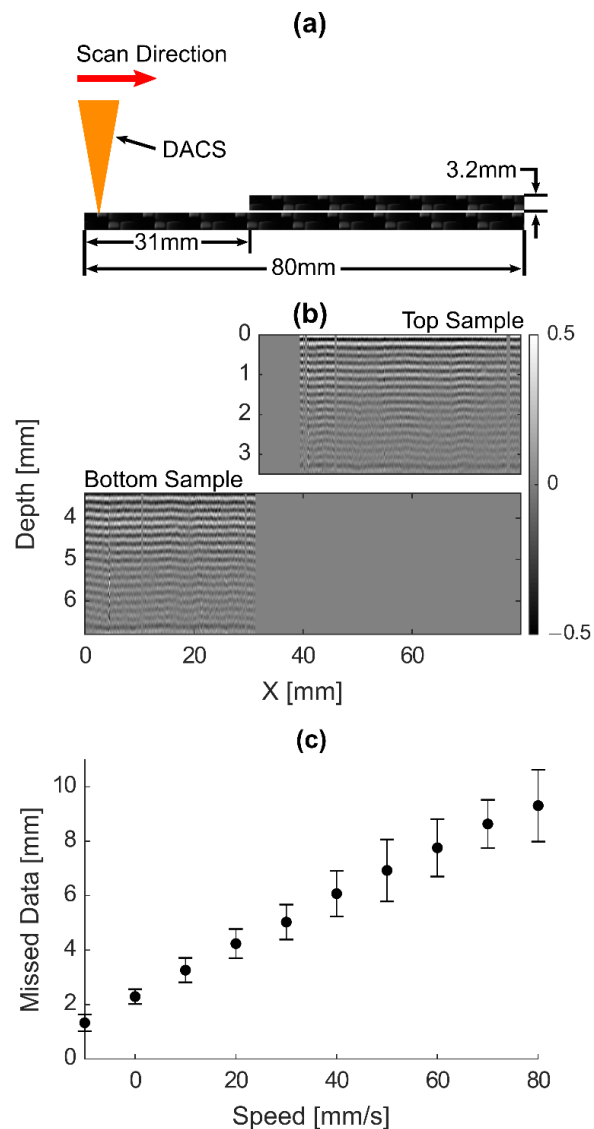 (a)
Scan Direction
DACS
3.2mm
31mm
80mm
(b)
Top Sample
0
1
2
3
0.5
0
−0.5
Bottom Sample
4
5
6
Depth [mm]
0 20 40 60
X [mm]
(c)
10
8
6
4
2
0
Missed Data [mm]
0 20 20 40 60 80
Speed [mm/s]